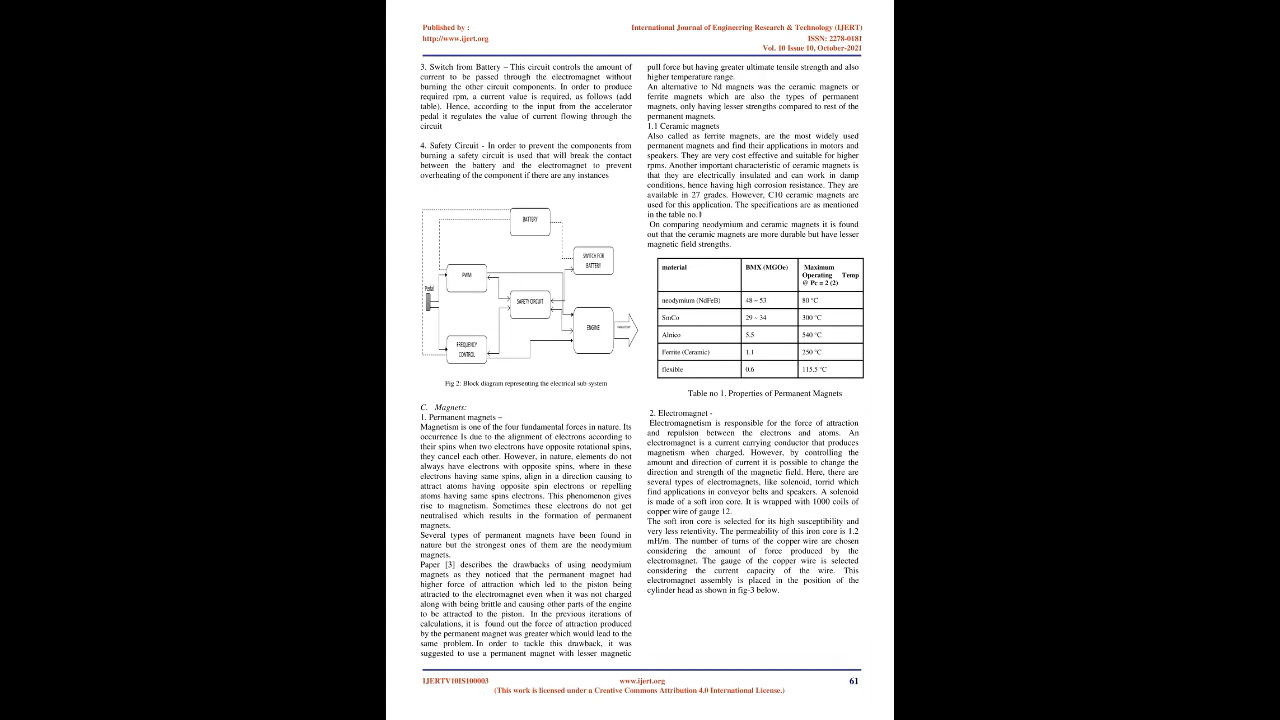 Published by :
http://www.ijert.org
International Journal of Engineering Research & Technology (IJERT)
ISSN: 2278-0181
Vol. 10 Issue 10, October-2021
3. Switch from Battery – This circuit controls the amount of
current to be passed through the electromagnet without
burning the other circuit components. In order to produce
required rpm, a current value is required, as follows (add
table). Hence, according to the input from the accelerator
pedal it regulates the value of current flowing through the
circuit
4. Safety Circuit - In order to prevent the components from
burning a safety circuit is used that will break the contact
between the battery and the electromagnet to prevent
overheating of the component if there are any instances
BATTERY
SWITCH FOR
BATTERY
PWM
Pedal
SAFETY CIRCUIT
ENGINE
FREQUENCY
CONTROL
Fig 2: Block diagram representing the electrical sub system
C. Magnets:
1. Permanent magnets –
Magnetism is one of the four fundamental forces in nature. Its
occurrence Is due to the alignment of electrons according to
their spins when two electrons have opposite rotational spins,
they cancel each other. However, in nature, elements do not
always have electrons with opposite spins, where in these
electrons having same spins, align in a direction causing to
attract atoms having opposite spin electrons or repelling
atoms having same spins electrons. This phenomenon gives
rise to magnetism. Sometimes these electrons do not get
neutralised which results in the formation of permanent
magnets.
Several types of permanent magnets have been found in
nature but the strongest ones of them are the neodymium
magnets.
Paper [3] describes the drawbacks of using neodymium
magnets as they noticed that the permanent magnet had
higher force of attraction which led to the piston being
attracted to the electromagnet even when it was not charged
along with being brittle and causing other parts of the engine
to be attracted to the piston. In the previous iterations of
calculations, it is found out the force of attraction produced
by the permanent magnet was greater which would lead to the
same problem. In order to tackle this drawback, it was
suggested to use a permanent magnet with lesser magnetic
pull force but having greater ultimate tensile strength and also
higher temperature range.
An alternative to Nd magnets was the ceramic magnets or
ferrite magnets which are also the types of permanent
magnets, only having lesser strengths compared to rest of the
permanent magnets.
1.1 Ceramic magnets
Also called as ferrite magnets, are the most widely used
permanent magnets and find their applications in motors and
speakers. They are very cost effective and suitable for higher
rpms. Another important characteristic of ceramic magnets is
that they are electrically insulated and can work in damp
conditions, hence having high corrosion resistance. They are
available in 27 grades. However, C10 ceramic magnets are
used for this application. The specifications are as mentioned
in the table no.1
On comparing neodymium and ceramic magnets it is found
out that the ceramic magnets are more durable but have lesser
magnetic field strengths.
material BMX (MGOe) Maximum
Operating Temp
@ Pc = 2 (2)
neodymium (NdFeB) 48 ~ 53 80 °C
SmCo 29 ~ 34 300 °C
Alnico 5.5 540 °C
Ferrite (Ceramic) 1.1 250 °C
flexible 0.6 115.5 °C
Table no 1. Properties of Permanent Magnets
2. Electromagnet -
Electromagnetism is responsible for the force of attraction
and repulsion between the electrons and atoms. An
electromagnet is a current carrying conductor that produces
magnetism when charged. However, by controlling the
amount and direction of current it is possible to change the
direction and strength of the magnetic field. Here, there are
several types of electromagnets, like solenoid, torrid which
find applications in conveyor belts and speakers. A solenoid
is made of a soft iron core. It is wrapped with 1000 coils of
copper wire of gauge 12.
The soft iron core is selected for its high susceptibility and
very less retentivity. The permeability of this iron core is 1.2
mH/m. The number of turns of the copper wire are chosen
considering the amount of force produced by the
electromagnet. The gauge of the copper wire is selected
considering the current capacity of the wire. This
electromagnet assembly is placed in the position of the
cylinder head as shown in fig-3 below.
IJERTV10IS100003
www.ijert.org
61
(This work is licensed under a Creative Commons Attribution 4.0 International License.)